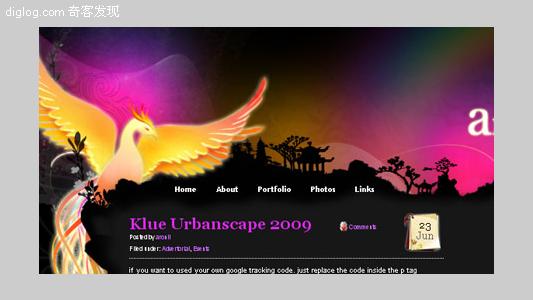 diglog.com 奇客发现
Home About Portfolio Photos Links
Klue Urbanscape 2009
Comments
23
Jun
Posted by
Filed under: Advertorial, Events
if you want to used your own google tracking code. just replace the code inside the p tag